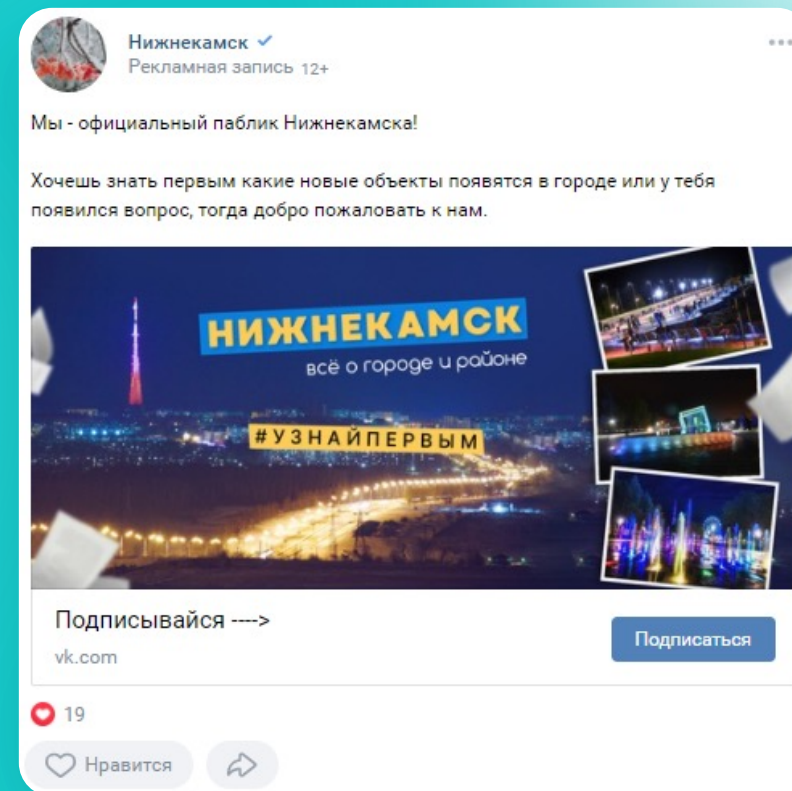 Нижнекамск
Рекламная запись 12+
Мы - официальный паблик Нижнекамска!
Хочешь знать первым какие новые объекты появятся в городе или у тебя
появился вопрос, тогда добро пожаловать к нам.
НИЖНЕКАМСК
всё о городе и районе
#УЗНАЙПЕРВЫМ
Подписывайся ---->
vk.com
Подписаться
19
Нравится